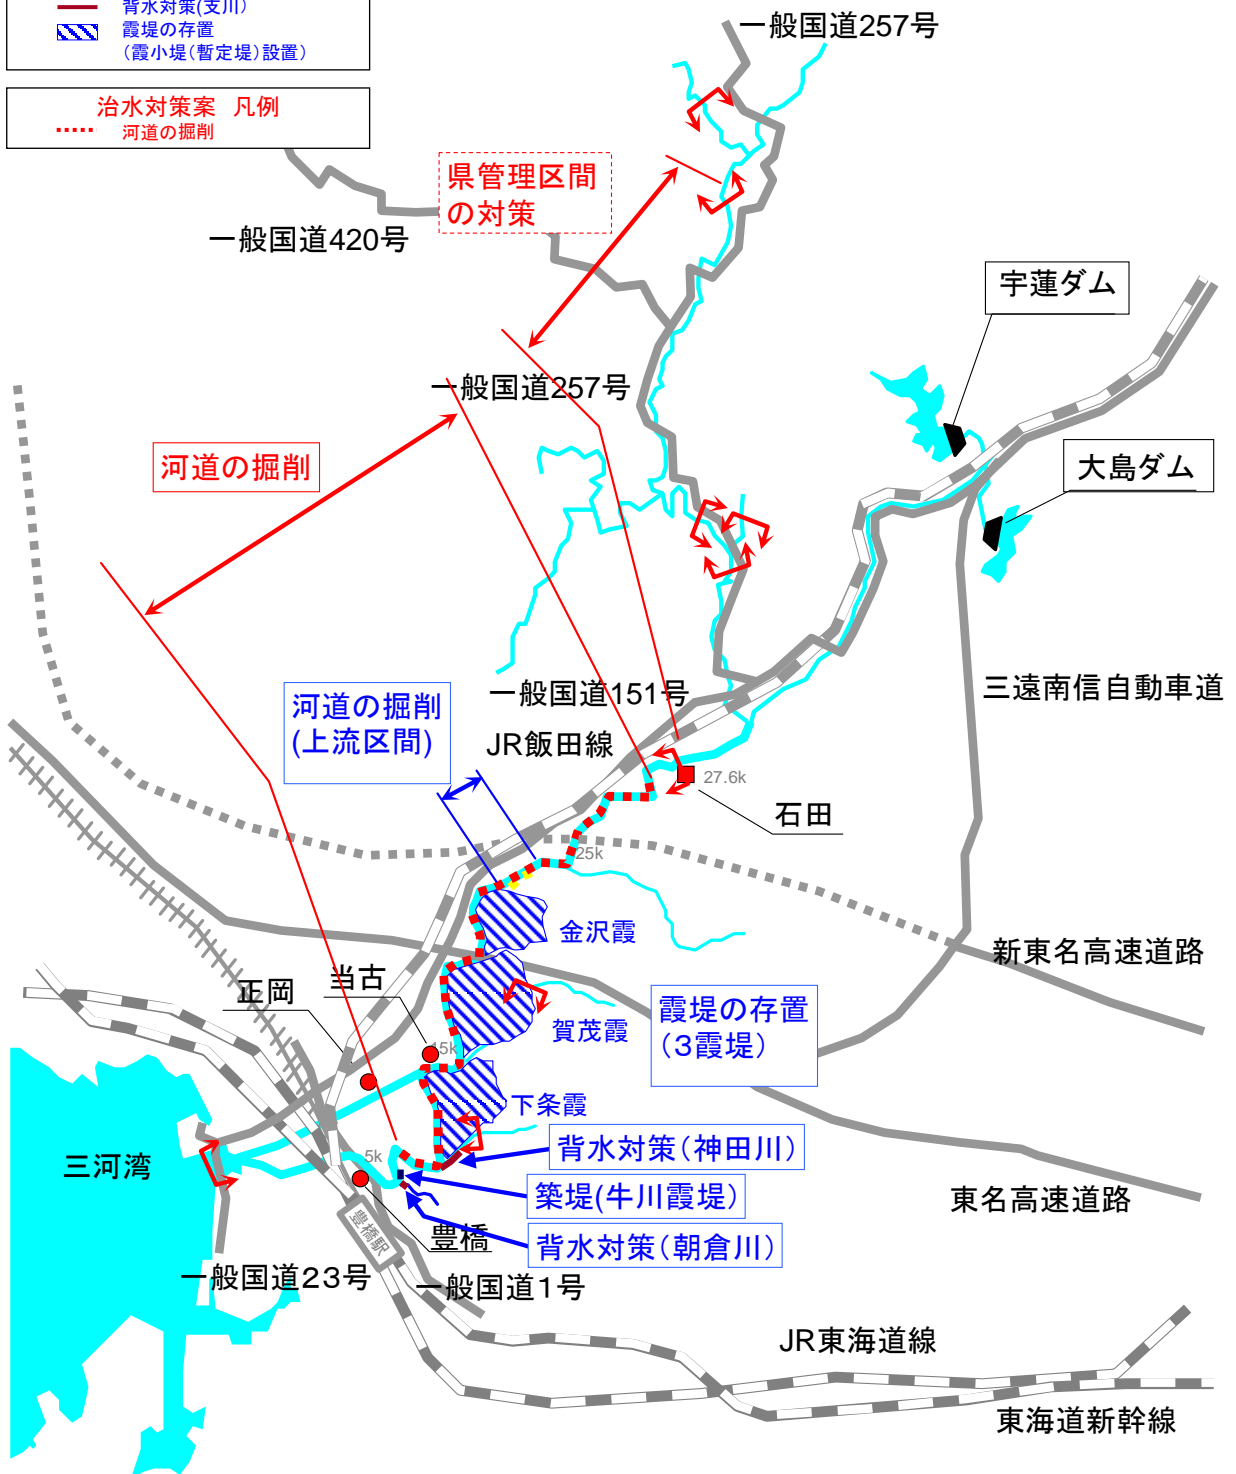 背水対策(支川)
霞堤の存置
(霞小堤(暫定堤)設置)
治水対策案 凡例
河道の掘削
一般国道257号
県管理区間
の対策
一般国道420号
宇蓮ダム
一般国道257号
河道の掘削
大島ダム
一般国道151号
三遠南信自動車道
河道の掘削
(上流区間)
JR飯田線
27.6k
石田
25k
金沢霞
新東名高速道路
当古
正岡
霞堤の存置
(3霞堤)
賀茂霞
15k
下条霞
背水対策(神田川)
三河湾
5k
築堤(牛川霞堤)
東名高速道路
豊橋駅
豊橋
背水対策(朝倉川)
一般国道23号
一般国道1号
JR東海道線
東海道新幹線